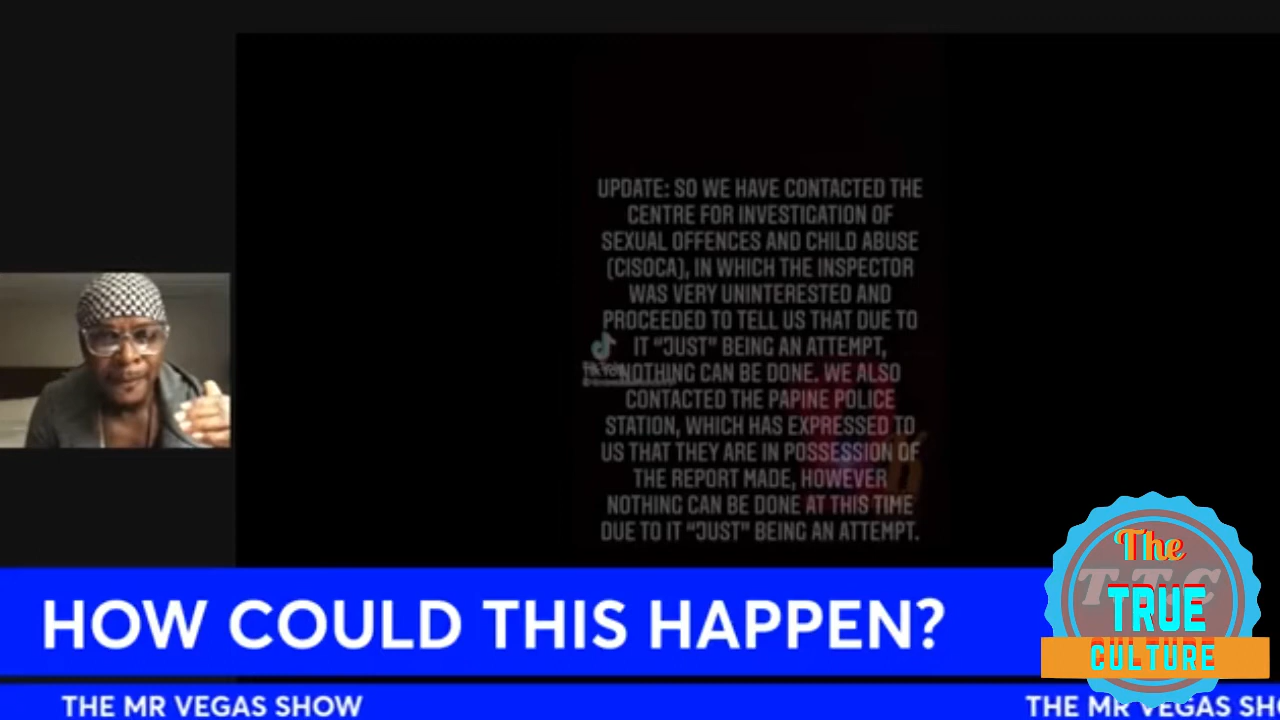 UPDATE: SO WE HAVE CONTACTED THE
CENTRE FOR INVESTIGATION OF
SEXUAL OFFENCES AND CHILD ABUSE
(CISOCA), IN WHICH THE INSPECTOR
WAS VERY UNINTERESTED AND
PROCEEDED TO TELL US THAT DUE TO
IT “JUST” BEING AN ATTEMPT,
NOTHING CAN BE DONE. WE ALSO
CONTACTED THE PAPINE POLICE
STATION, WHICH HAS EXPRESSED TO
US THAT THEY ARE IN POSSESSION OF
THE REPORT MADE, HOWEVER
NOTHING CAN BE DONE AT THIS TIME
DUE TO IT “JUST” BEING AN ATTEMPT.
TikTok
HOW COULD THIS HAPPEN?
The
TTC
TRUE
CULTURE
THE MR VEGAS SHOW
THE MR VEGAS SHO